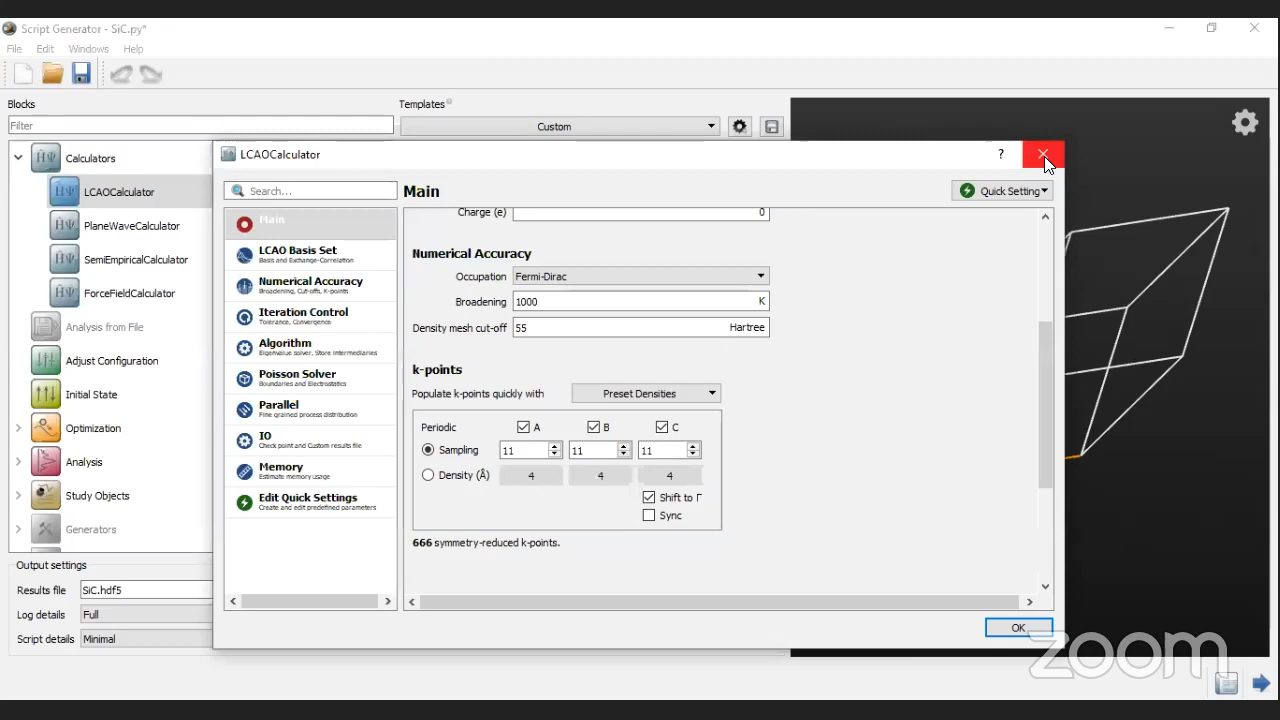 Script Generator - SiC.py*
File Edit Windows Help
Blocks
Templates
Filter
Custom
Calculators
LCAOCalculator
PlaneWaveCalculator
SemiEmpiricalCalculator
ForceFieldCalculator
Analysis from File
Adjust Configuration
Initial State
Optimization
Analysis
Study Objects
Generators
Output settings
Results file SiC.hdf5
Log details Full
Script details Minimal
LCAOCalculator
?
Search...
Main
Quick Setting
Main
LCAO Basis Set
Basis and Exchange-Correlation
Numerical Accuracy
Broadening, Cut-offs, K-points
Iteration Control
Tolerance, Convergence
Algorithm
Eigenvalue solver, Store Intermediaries
Poisson Solver
Boundaries and Electrostatics
Parallel
Fine grained process distribution
IO
Check point and Custom results file
Memory
Estimate memory usage
Edit Quick Settings
Create and edit predefined parameters
Charge (e) 0
Numerical Accuracy
Occupation Fermi-Dirac
Broadening 1000 K
Density mesh cut-off 55 Hartree
k-points
Populate k-points quickly with Preset Densities
Periodic A B C
Sampling 11 11 11
Density (Å) 4 4 4
Shift to Γ
Sync
666 symmetry-reduced k-points.
OK
zoom